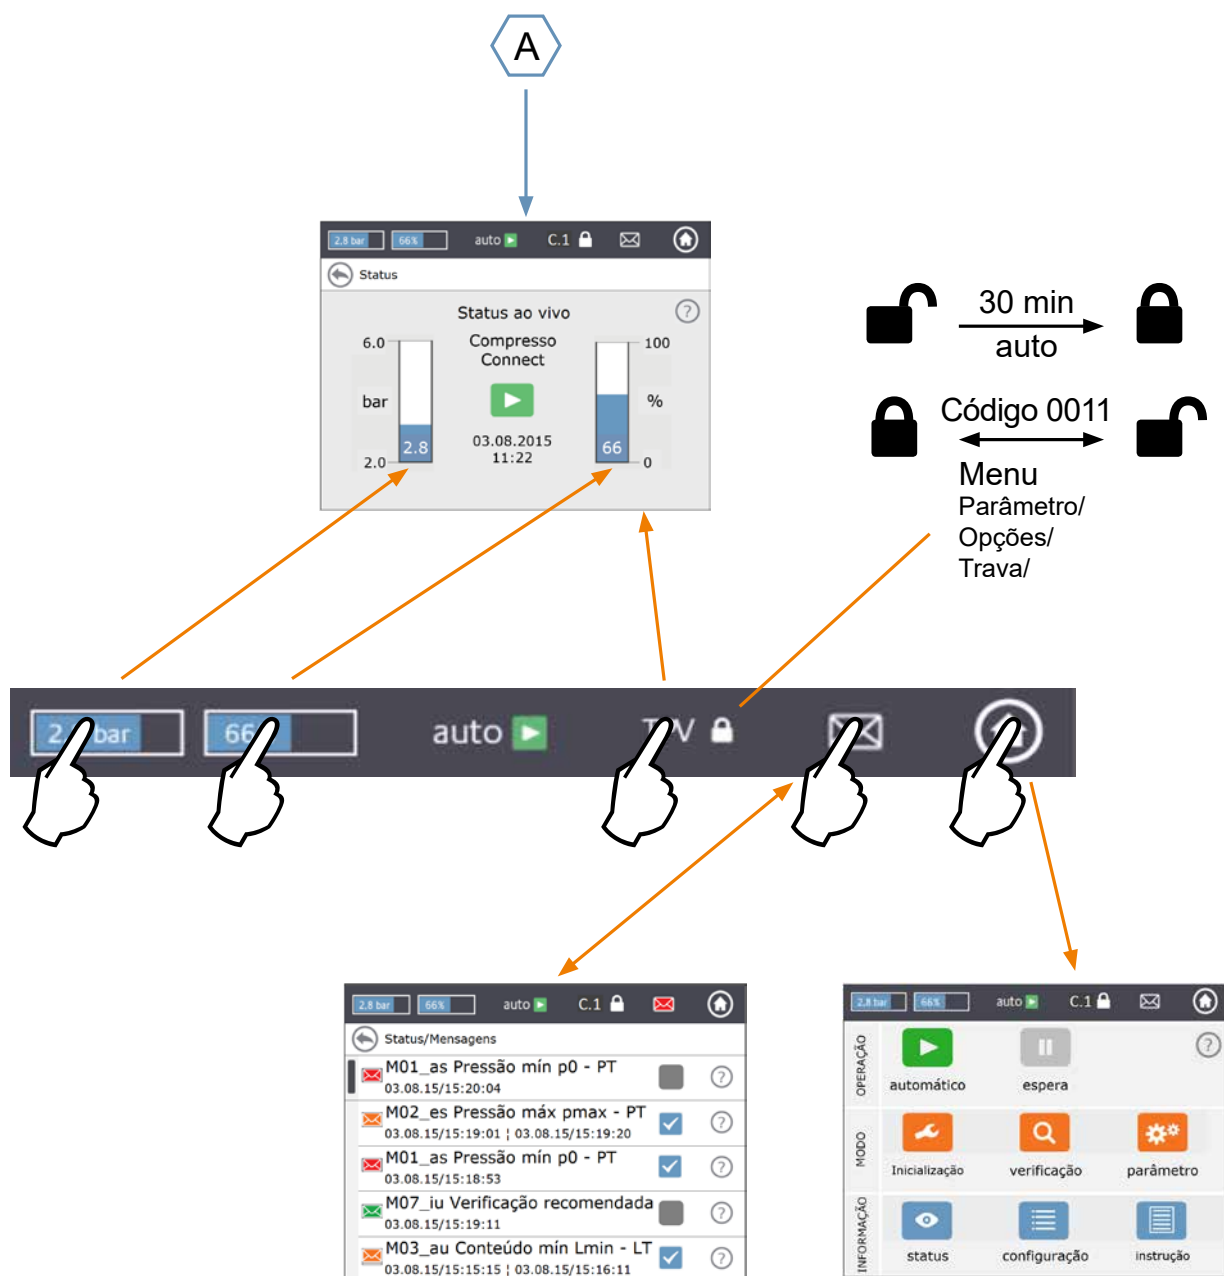 A
2.8 bar 66% auto C.1
Status
Status ao vivo
Compresso
Connect
6.0
bar
2.0
2.8
03.08.2015
11:22
100
%
0
66
30 min
auto
Código 0011
Menu
Parâmetro/
Opções/
Trava/
bar
66
auto
V
2.8 bar 66% auto C.1
Status/Mensagens
M01_as Pressão mín p0 - PT
03.08.15/15:20:04
M02_es Pressão máx pmax - PT
03.08.15/15:19:01 ¦ 03.08.15/15:19:20
M01_as Pressão mín p0 - PT
03.08.15/15:18:53
M07_iu Verificação recomendada
03.08.15/15:19:11
M03_au Conteúdo mín Lmin - LT
03.08.15/15:15:15 ¦ 03.08.15/15:16:11
2.8 bar 66% auto C.1
OPERAÇÃO
automático espera
MODO
Inicialização verificação parâmetro
INFORMAÇÃO
status configuração instrução